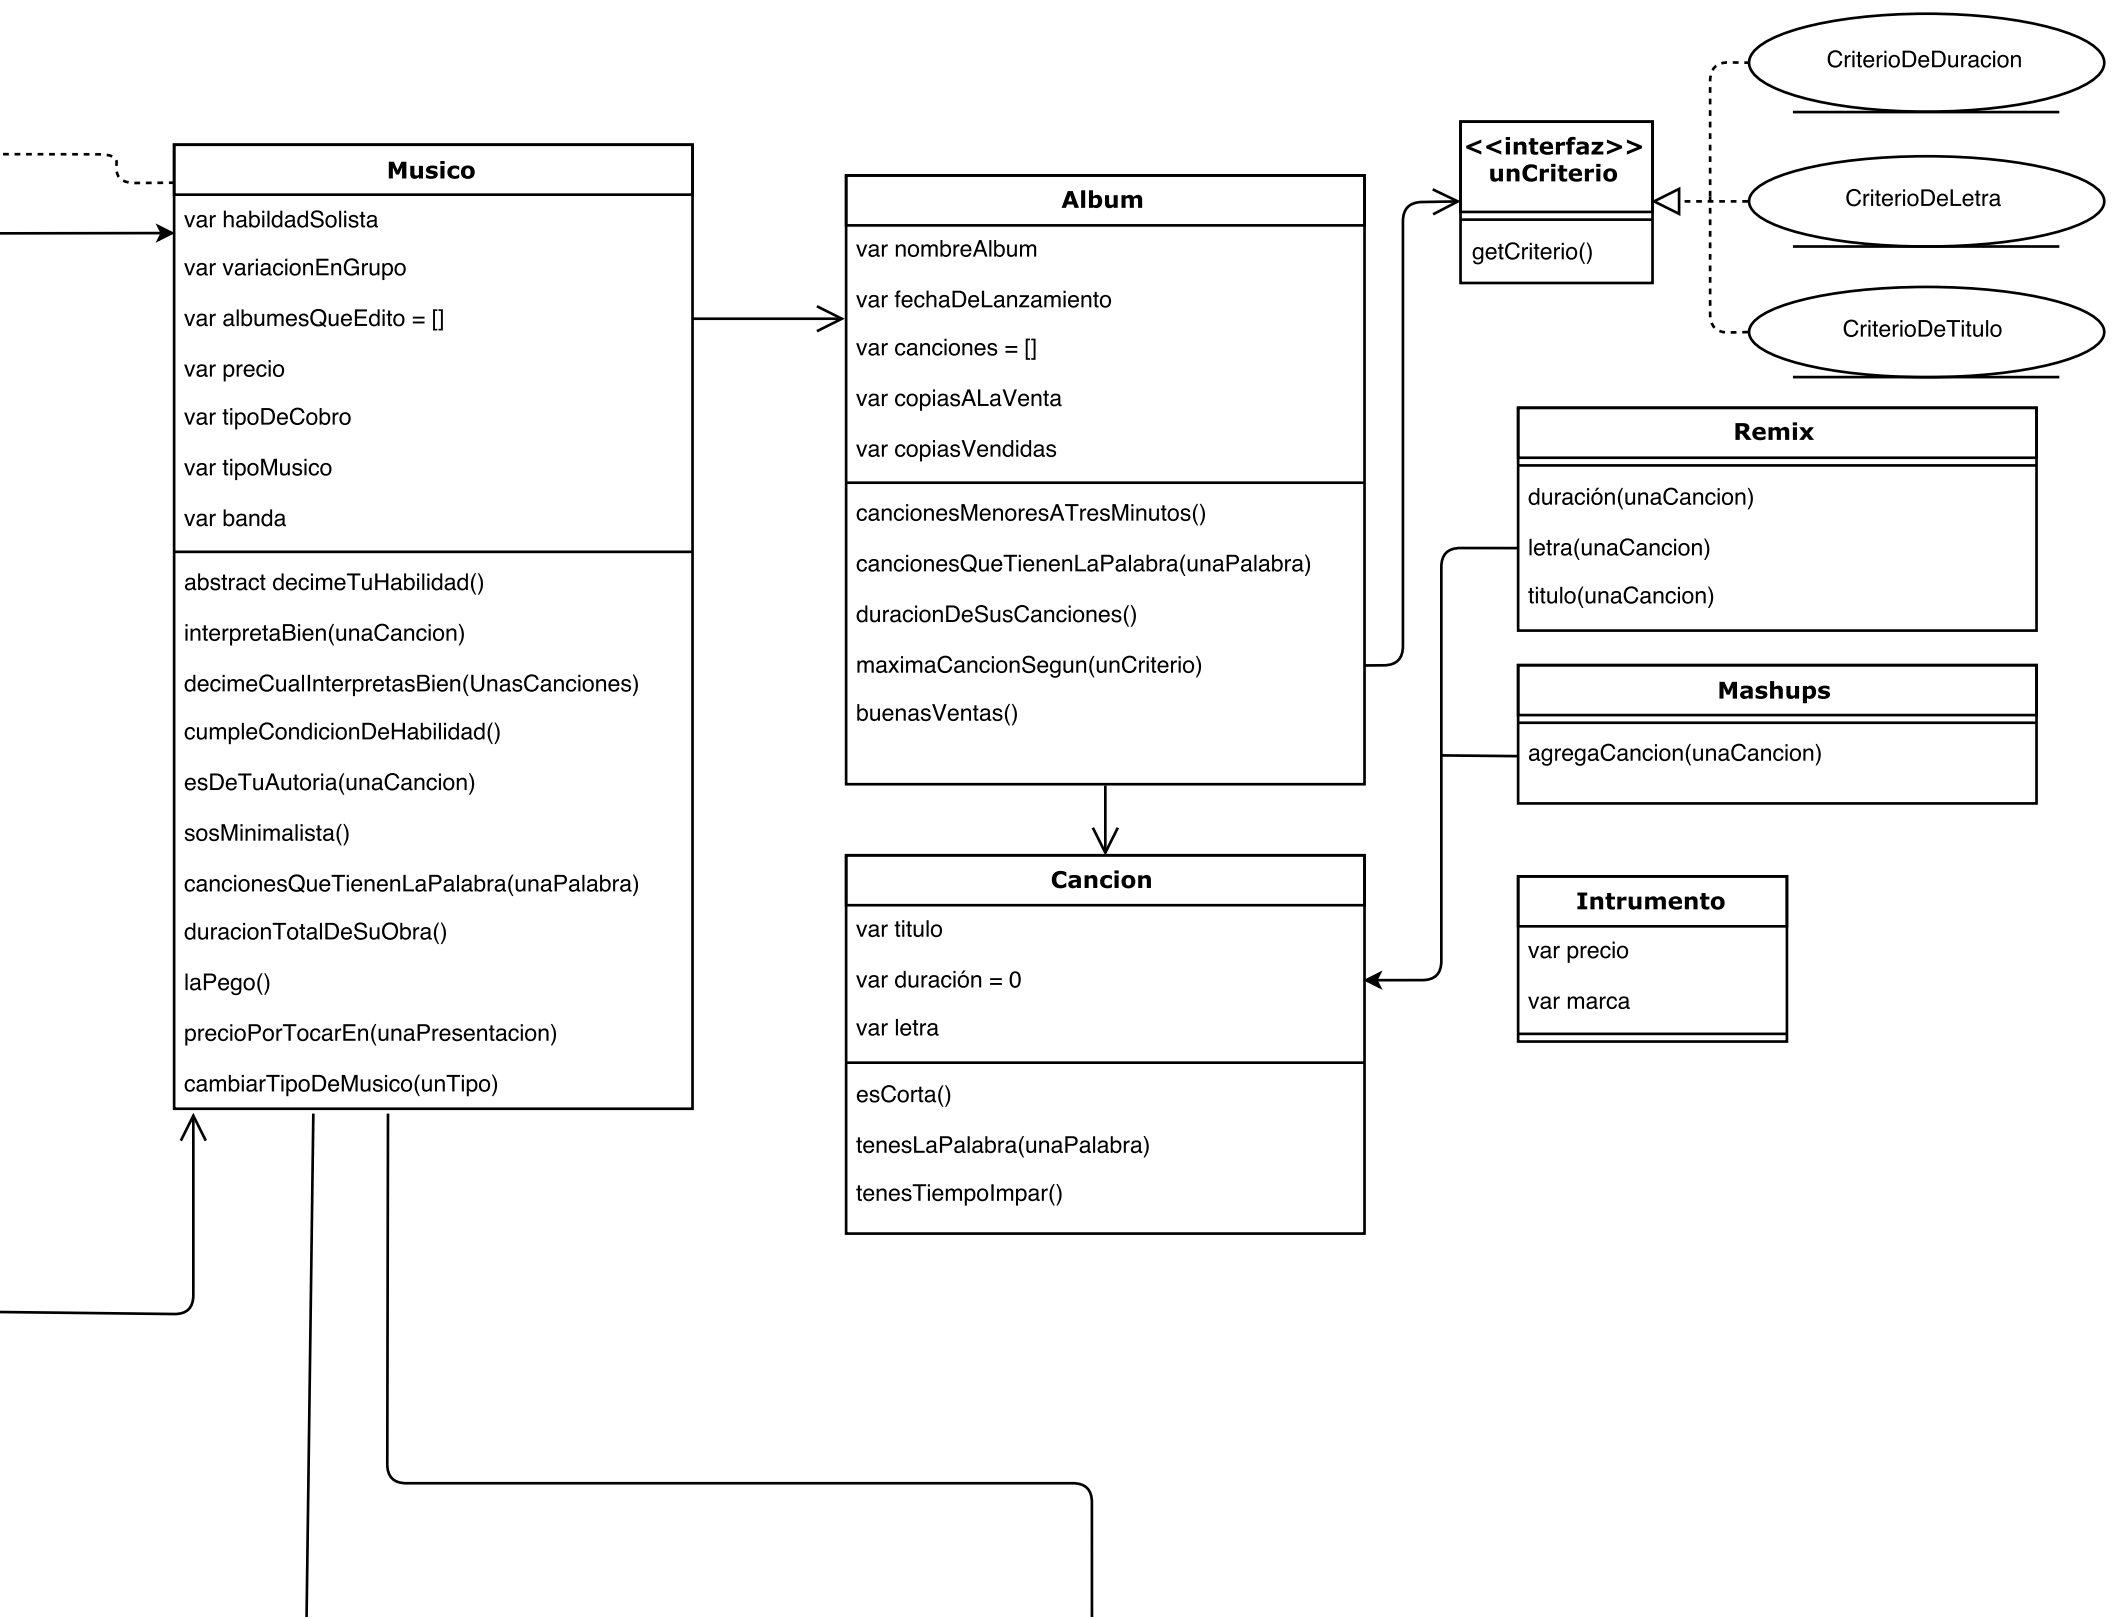 Musico
var habildadSolista
var variacionEnGrupo
var albumesQueEdito = []
var precio
var tipoDeCobro
var tipoMusico
var banda
abstract decimeTuHabilidad()
interpretaBien(unaCancion)
decimeCualInterpretasBien(UnasCanciones)
cumpleCondicionDeHabilidad()
esDeTuAutoria(unaCancion)
sosMinimalista()
cancionesQueTienenLaPalabra(unaPalabra)
duracionTotalDeSuObra()
laPego()
precioPorTocarEn(unaPresentacion)
cambiarTipoDeMusico(unTipo)
Album
var nombreAlbum
var fechaDeLanzamiento
var canciones = []
var copiasALaVenta
var copiasVendidas
cancionesMenoresATresMinutos()
cancionesQueTienenLaPalabra(unaPalabra)
duracionDeSusCanciones()
maximaCancionSegun(unCriterio)
buenasVentas()
Cancion
var titulo
var duración = 0
var letra
esCorta()
tenesLaPalabra(unaPalabra)
tenesTiempoImpar()
<<interfaz>>
unCriterio
getCriterio()
CriterioDeDuracion
CriterioDeLetra
CriterioDeTitulo
Remix
duración(unaCancion)
letra(unaCancion)
titulo(unaCancion)
Mashups
agregaCancion(unaCancion)
Intrumento
var precio
var marca